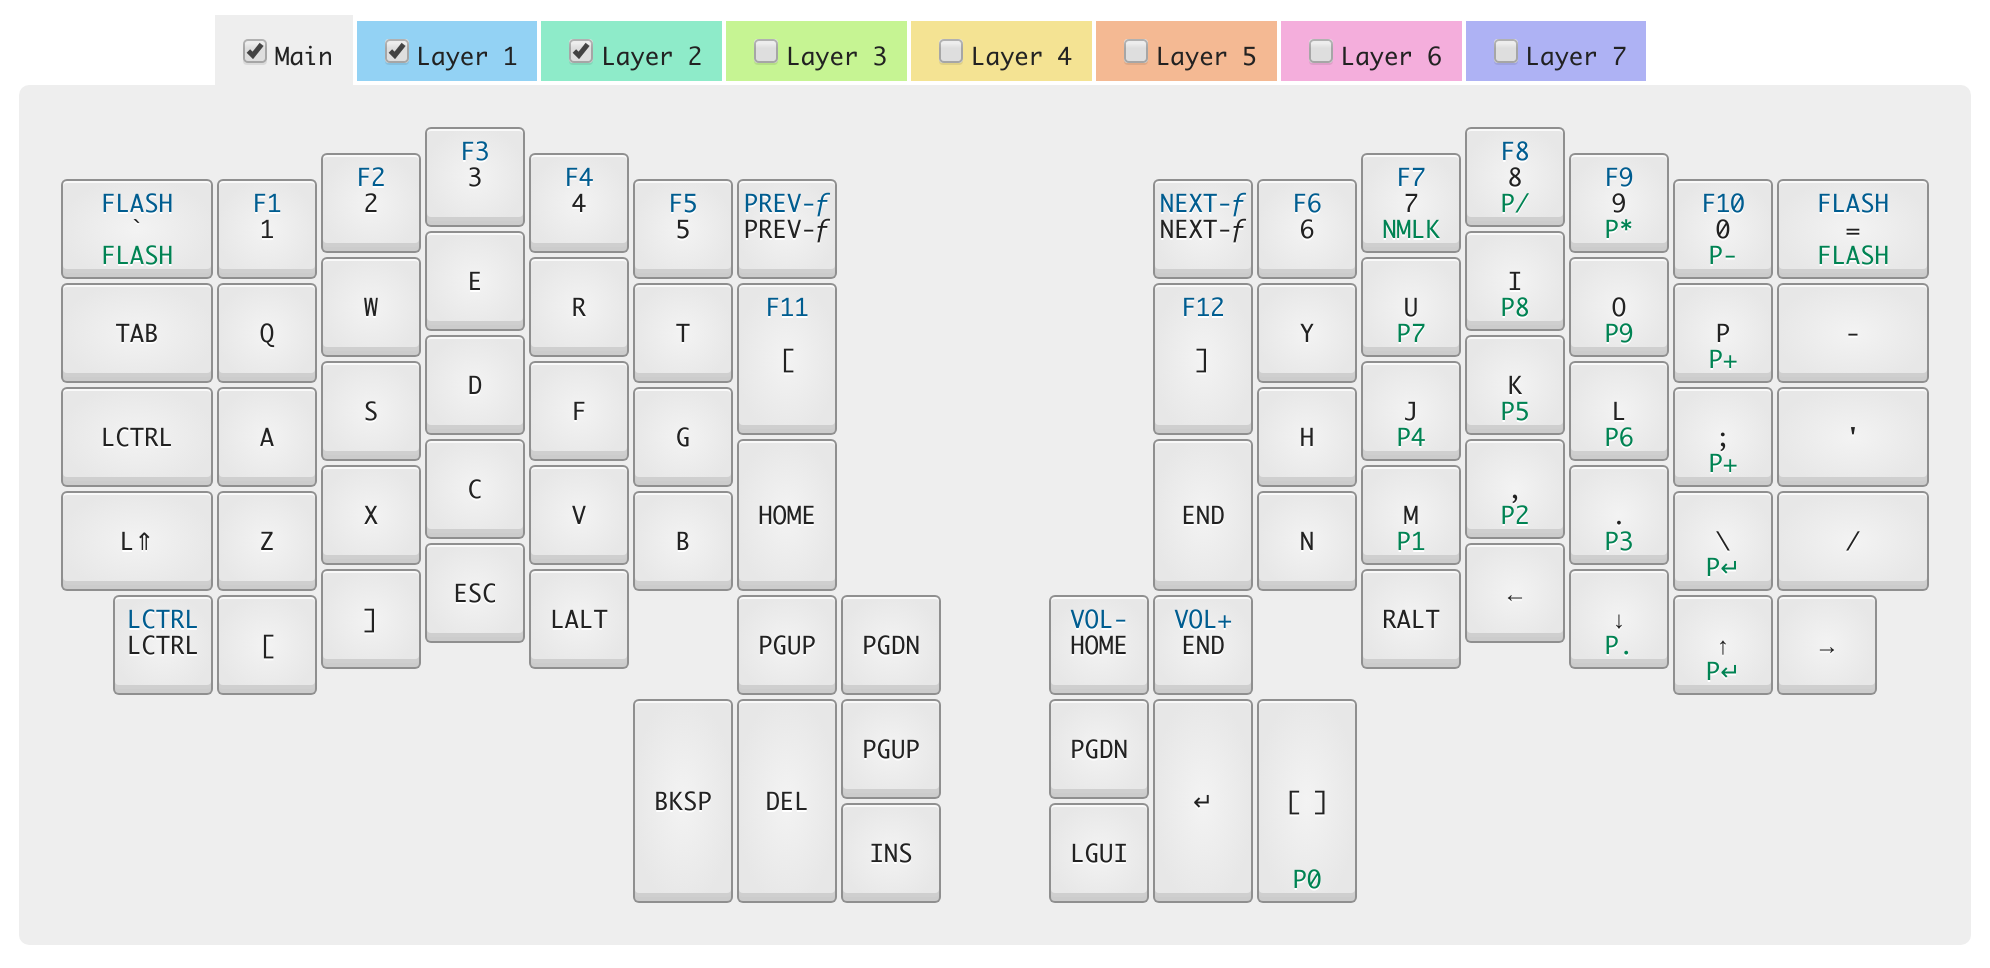 Main
Layer 1
Layer 2
Layer 3
Layer 4
Layer 5
Layer 6
Layer 7
FLASH
`
FLASH
F1
1
F2
2
F3
3
F4
4
F5
5
PREV-f
PREV-f
TAB
Q
W
E
R
T
F11
[
LCTRL
A
S
D
F
G
L⇑
Z
X
C
V
B
HOME
LCTRL
LCTRL
[
]
ESC
LALT
PGUP
PGDN
BKSP
DEL
PGUP
INS
NEXT-f
NEXT-f
F6
6
F7
7
NMLK
F8
8
P/
F9
9
P*
F10
0
P-
FLASH
=
FLASH
F12
]
Y
U
P7
I
P8
O
P9
P
P+
-
H
J
P4
K
P5
L
P6
;
P+
'
END
N
M
P1
,
P2
.
P3
\
P↵
/
VOL-
HOME
VOL+
END
RALT
←
↓
P.
↑
P↵
→
PGDN
LGUI
↵
[ ]
P0